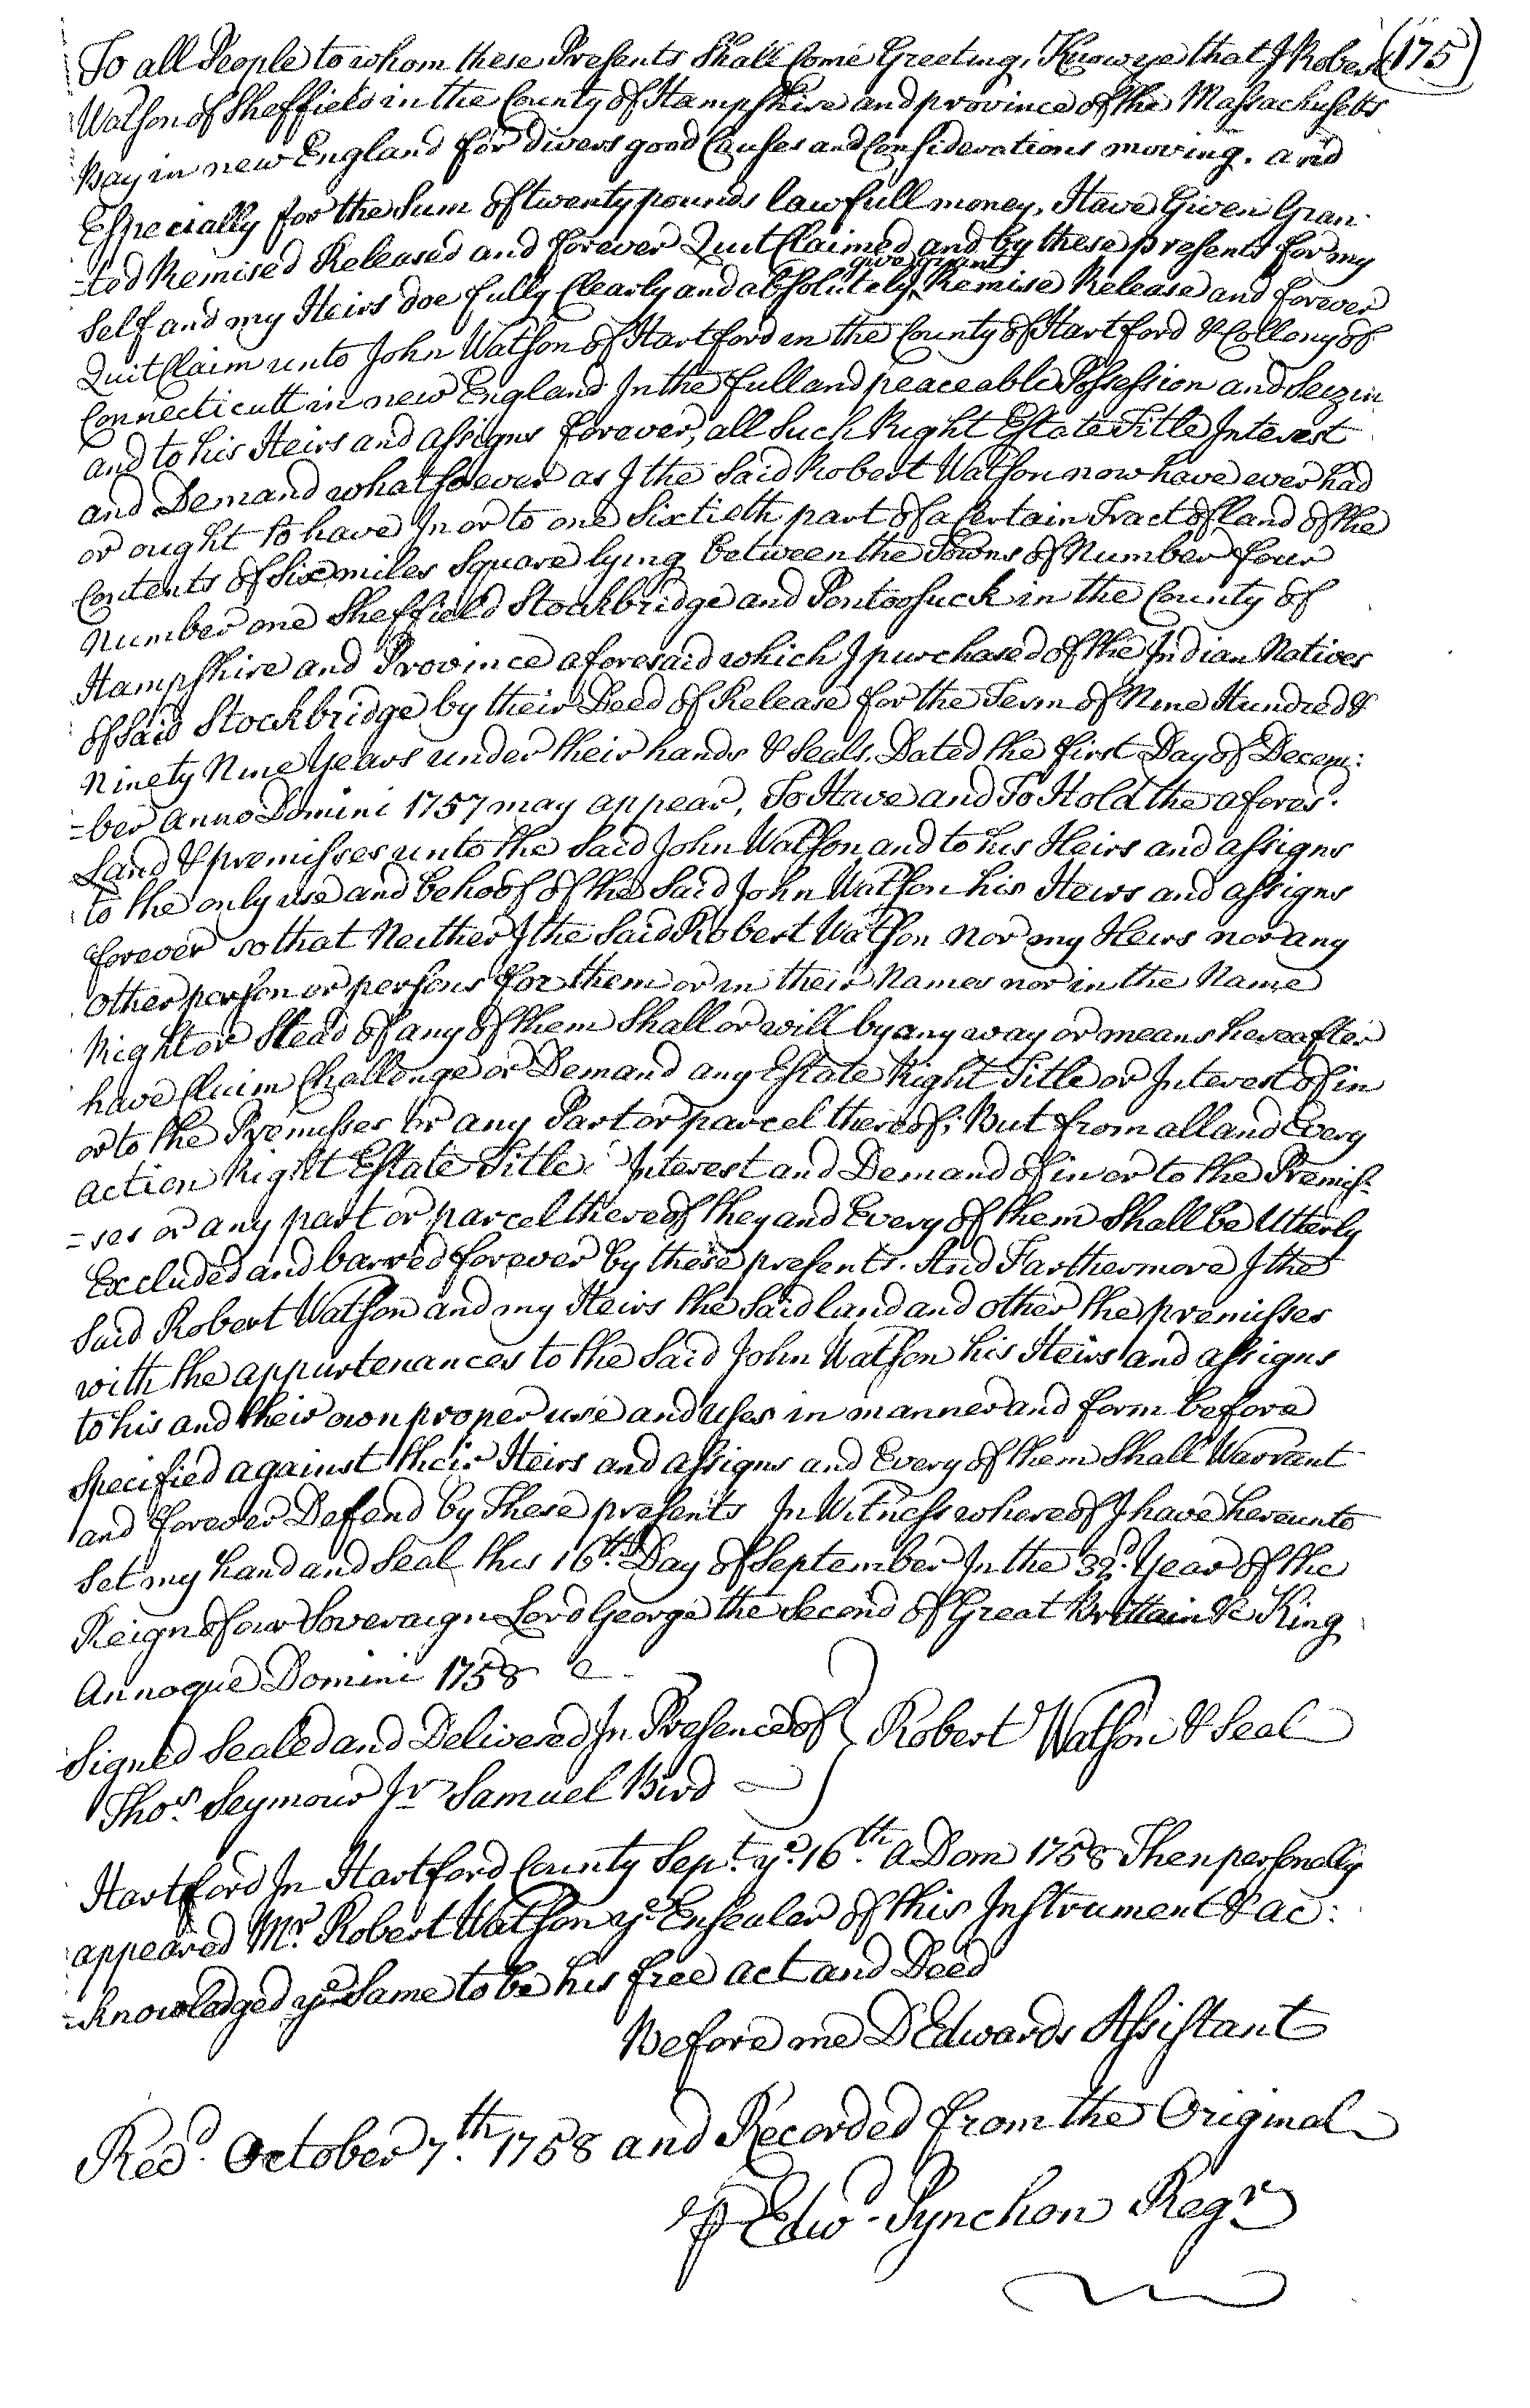 To all People to whom these Presents Shall Come Greeting, Know ye that I Robert (175)
Watson of Sheffield in the County of Hampshire and province of the Massachusetts
Bay in new England for divers good Causes and Considerations moving. and
Especially for the Sum of twenty pounds lawfull money, Have Given Gran-
=ted Remised Released and forever Quit Claimed and by these presents for my
Self and my Heirs doe fully Clearly and absolutely give grant Remise Release and forever
Quit Claim unto John Watson of Hartford in the County of Hartford & Collony of
Connecticutt in new England In the full and peaceable Possession and Seizin
and to his Heirs and assigns forever, all Such Right Estate Title Interest
and Demand whatsoever as I the Said Robert Watson now have ever had
or ought to have In or to one Sixtieth part of a Certain Tract of land of the
Contents of Six miles Square lying between the Towns of Number four
Number one Sheffield Stockbridge and Pontoosuck in the County of
Hampshire and Province aforesaid which I purchased of the Indian Natives
of Said Stockbridge by their Deed of Release for the Term of Nine Hundred &
Ninety Nine Years under their hands & Seals. Dated the first Day of Decem:
=ber Anno Domini 1757 may appear, To Have and To Hold the afores.d
Land & premisses unto the Said John Watson and to his Heirs and assigns
to the only use and behoof of the Said John Watson his Heirs and assigns
forever so that Neither I the Said Robert Watson Nor my Heirs nor any
other person or persons for them or in their Names nor in the Name
Right or Stead of any of them Shall or will by any way or means hereafter
have Claim Challenge or Demand any Estate Right Title or Interest of in
or to the Premisses or any Part or parcel thereof; But from all and Every
action Right Estate Title Interest and Demand of in or to the Premis-
=ses or any part or parcel thereof they and Every of them Shall be Utterly
Excluded and barred forever by these presents. And Farthermore I the
Said Robert Watson and my Heirs the Said land and other the premisses
with the appurtenances to the Said John Watson his Heirs and assigns
to his and their own proper use and Uses in manner and form before
Specified against their Heirs and assigns and Every of them Shall Warrant
and forever Defend by These presents In Witness whereof I have hereunto
Set my hand and Seal this 16.th Day of September In the 32.d Year of the
Reign of our Soveraign Lord George the Second of Great Brittain &c King
Annoque Domini 1758
Signed Sealed and Delivered In Presence of } Robert Watson & Seal
Tho.s Seymour Jr Samuel Bird
Hartford In Hartford County Sep.t ye 16.th A Dom 1758 Then personally
appeared M.r Robert Watson ye Ensealer of this Instrument & ac:
=knowledged ye Same to be his free act and Deed
Before me D Edwards Assistant
Rec.d October 7.th 1758 and Recorded from the Original
P Edw.d Pynchon Reg.r